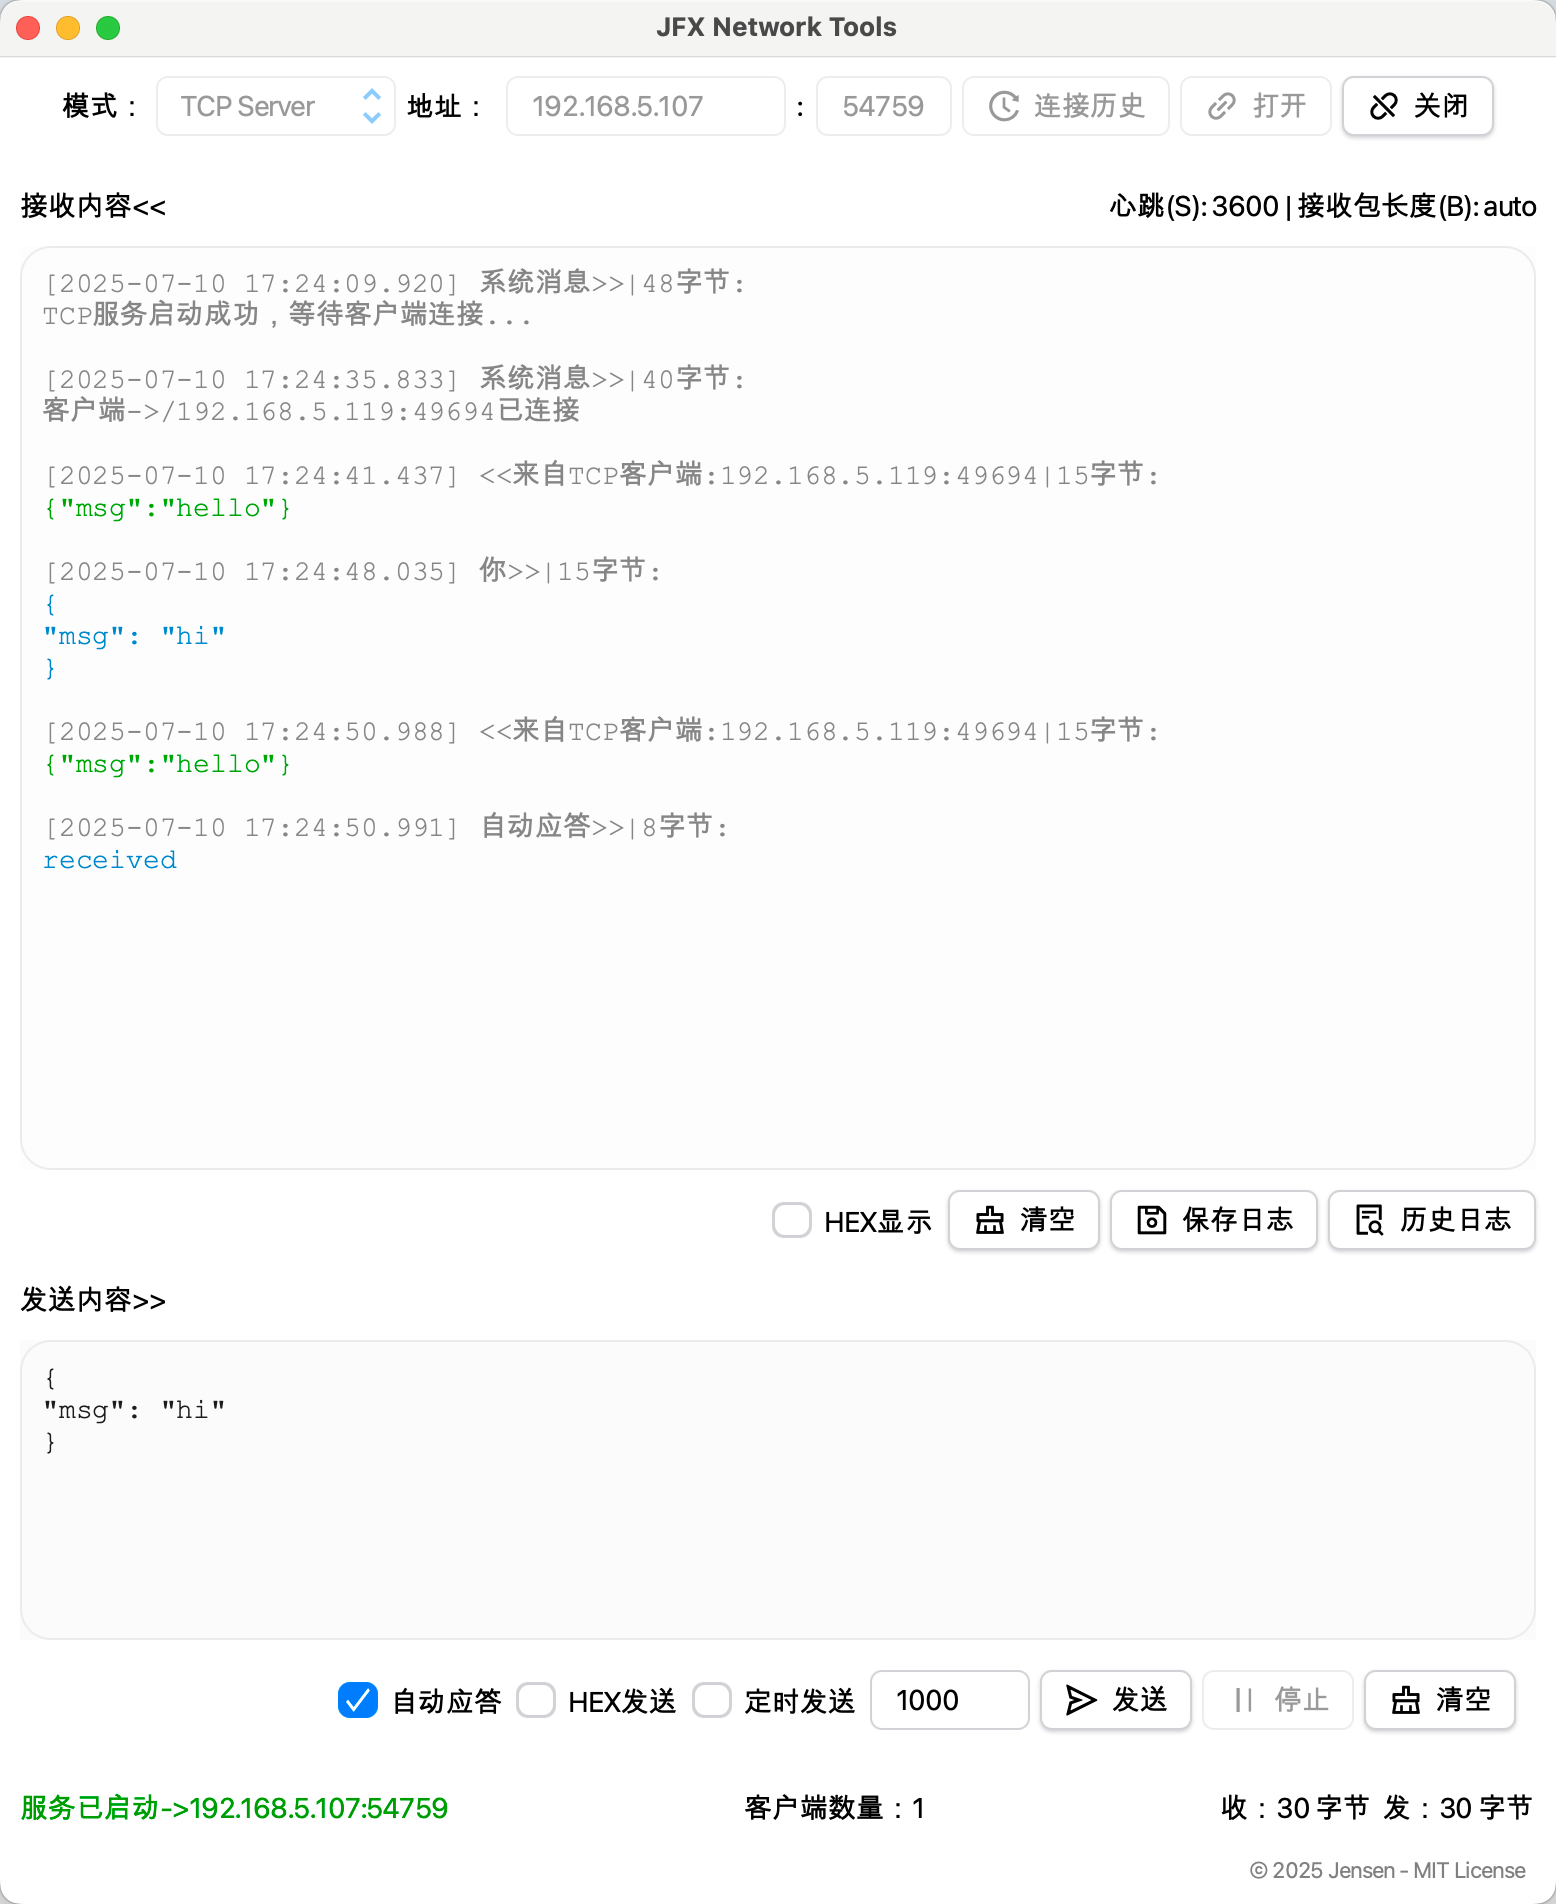 JFX Network Tools
模式： TCP Server 地址： 192.168.5.107 : 54759 连接历史 打开 关闭
接收内容<< 心跳(S):3600 | 接收包长度(B):auto
[2025-07-10 17:24:09.920] 系统消息>>|48字节:
TCP服务启动成功，等待客户端连接...
[2025-07-10 17:24:35.833] 系统消息>>|40字节:
客户端->/192.168.5.119:49694已连接
[2025-07-10 17:24:41.437] <<来自TCP客户端:192.168.5.119:49694|15字节:
{"msg":"hello"}
[2025-07-10 17:24:48.035] 你>>|15字节:
{
"msg": "hi"
}
[2025-07-10 17:24:50.988] <<来自TCP客户端:192.168.5.119:49694|15字节:
{"msg":"hello"}
[2025-07-10 17:24:50.991] 自动应答>>|8字节:
received
HEX显示 清空 保存日志 历史日志
发送内容>>
{
"msg": "hi"
}
自动应答 HEX发送 定时发送 1000 发送 停止 清空
服务已启动->192.168.5.107:54759 客户端数量：1 收：30 字节 发：30 字节
© 2025 Jensen - MIT License